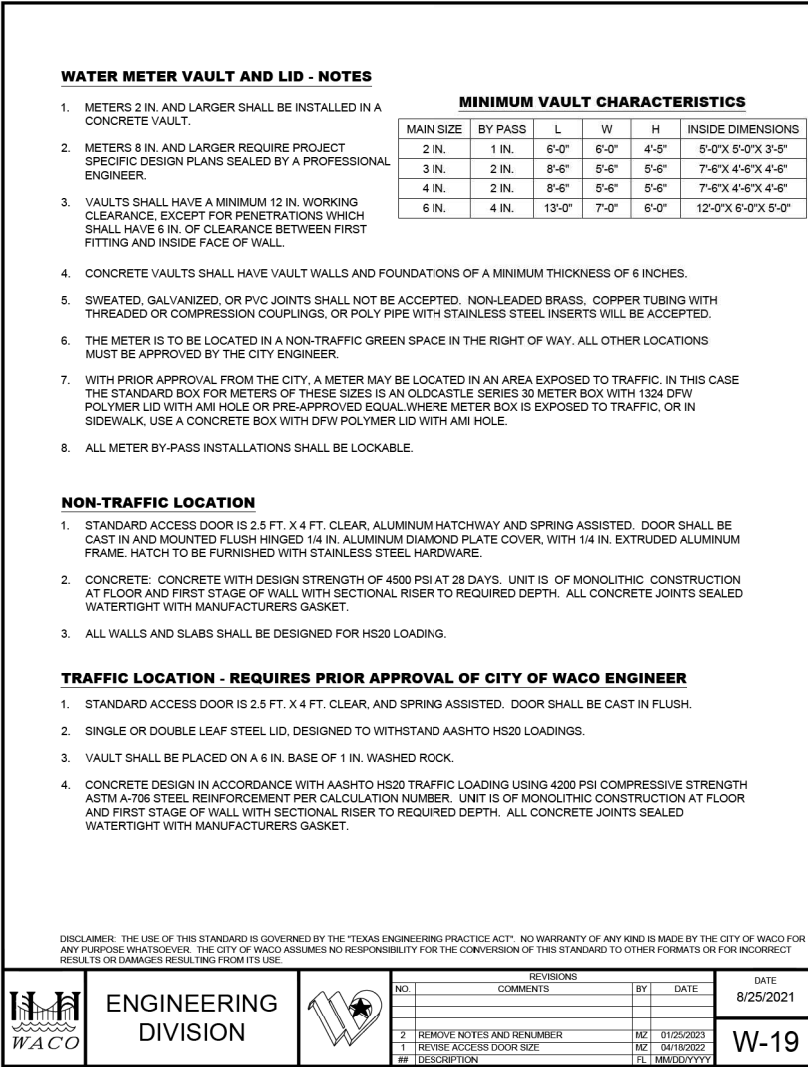 WATER METER VAULT AND LID - NOTES
1. METERS 2 IN. AND LARGER SHALL BE INSTALLED IN A
CONCRETE VAULT.
2. METERS 8 IN. AND LARGER REQUIRE PROJECT
SPECIFIC DESIGN PLANS SEALED BY A PROFESSIONAL
ENGINEER.
3. VAULTS SHALL HAVE A MINIMUM 12 IN. WORKING
CLEARANCE, EXCEPT FOR PENETRATIONS WHICH
SHALL HAVE 6 IN. OF CLEARANCE BETWEEN FIRST
FITTING AND INSIDE FACE OF WALL.
MINIMUM VAULT CHARACTERISTICS
MAIN SIZE BY PASS L W H INSIDE DIMENSIONS
2 IN. 1 IN. 6'-0" 6'-0" 4'-5" 5'-0"X 5'-0"X 3'-5"
3 IN. 2 IN. 8'-6" 5'-6" 5'-6" 7'-6"X 4'-6"X 4'-6"
4 IN. 2 IN. 8'-6" 5'-6" 5'-6" 7'-6"X 4'-6"X 4'-6"
6 IN. 4 IN. 13'-0" 7'-0" 6'-0" 12'-0"X 6'-0"X 5'-0"
4. CONCRETE VAULTS SHALL HAVE VAULT WALLS AND FOUNDATIONS OF A MINIMUM THICKNESS OF 6 INCHES.
5. SWEATED, GALVANIZED, OR PVC JOINTS SHALL NOT BE ACCEPTED. NON-LEADED BRASS, COPPER TUBING WITH
THREADED OR COMPRESSION COUPLINGS, OR POLY PIPE WITH STAINLESS STEEL INSERTS WILL BE ACCEPTED.
6. THE METER IS TO BE LOCATED IN A NON-TRAFFIC GREEN SPACE IN THE RIGHT OF WAY. ALL OTHER LOCATIONS
MUST BE APPROVED BY THE CITY ENGINEER.
7. WITH PRIOR APPROVAL FROM THE CITY, A METER MAY BE LOCATED IN AN AREA EXPOSED TO TRAFFIC. IN THIS CASE
THE STANDARD BOX FOR METERS OF THESE SIZES IS AN OLDCASTLE SERIES 30 METER BOX WITH 1324 DFW
POLYMER LID WITH AMI HOLE OR PRE-APPROVED EQUAL.WHERE METER BOX IS EXPOSED TO TRAFFIC, OR IN
SIDEWALK, USE A CONCRETE BOX WITH DFW POLYMER LID WITH AMI HOLE.
8. ALL METER BY-PASS INSTALLATIONS SHALL BE LOCKABLE.
NON-TRAFFIC LOCATION
1. STANDARD ACCESS DOOR IS 2.5 FT. X 4 FT. CLEAR, ALUMINUM HATCHWAY AND SPRING ASSISTED. DOOR SHALL BE
CAST IN AND MOUNTED FLUSH HINGED 1/4 IN. ALUMINUM DIAMOND PLATE COVER, WITH 1/4 IN. EXTRUDED ALUMINUM
FRAME. HATCH TO BE FURNISHED WITH STAINLESS STEEL HARDWARE.
2. CONCRETE: CONCRETE WITH DESIGN STRENGTH OF 4500 PSI AT 28 DAYS. UNIT IS OF MONOLITHIC CONSTRUCTION
AT FLOOR AND FIRST STAGE OF WALL WITH SECTIONAL RISER TO REQUIRED DEPTH. ALL CONCRETE JOINTS SEALED
WATERTIGHT WITH MANUFACTURERS GASKET.
3. ALL WALLS AND SLABS SHALL BE DESIGNED FOR HS20 LOADING.
TRAFFIC LOCATION - REQUIRES PRIOR APPROVAL OF CITY OF WACO ENGINEER
1. STANDARD ACCESS DOOR IS 2.5 FT. X 4 FT. CLEAR, AND SPRING ASSISTED. DOOR SHALL BE CAST IN FLUSH.
2. SINGLE OR DOUBLE LEAF STEEL LID, DESIGNED TO WITHSTAND AASHTO HS20 LOADINGS.
3. VAULT SHALL BE PLACED ON A 6 IN. BASE OF 1 IN. WASHED ROCK.
4. CONCRETE DESIGN IN ACCORDANCE WITH AASHTO HS20 TRAFFIC LOADING USING 4200 PSI COMPRESSIVE STRENGTH
ASTM A-706 STEEL REINFORCEMENT PER CALCULATION NUMBER. UNIT IS OF MONOLITHIC CONSTRUCTION AT FLOOR
AND FIRST STAGE OF WALL WITH SECTIONAL RISER TO REQUIRED DEPTH. ALL CONCRETE JOINTS SEALED
WATERTIGHT WITH MANUFACTURERS GASKET.
DISCLAIMER: THE USE OF THIS STANDARD IS GOVERNED BY THE "TEXAS ENGINEERING PRACTICE ACT". NO WARRANTY OF ANY KIND IS MADE BY THE CITY OF WACO FOR
ANY PURPOSE WHATSOEVER. THE CITY OF WACO ASSUMES NO RESPONSIBILITY FOR THE CONVERSION OF THIS STANDARD TO OTHER FORMATS OR FOR INCORRECT
RESULTS OR DAMAGES RESULTING FROM ITS USE.
WACO
ENGINEERING
DIVISION
REVISIONS
NO. COMMENTS BY DATE
2 REMOVE NOTES AND RENUMBER MZ 01/25/2023
1 REVISE ACCESS DOOR SIZE MZ 04/18/2022
## DESCRIPTION FL MM/DD/YYYY
DATE
8/25/2021
W-19